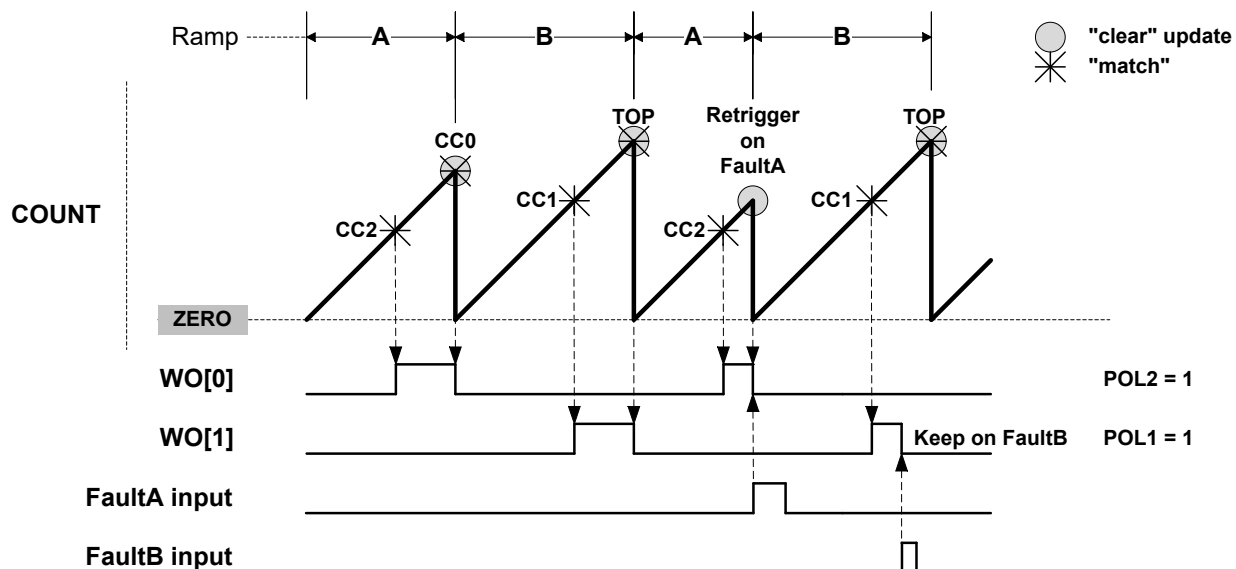 Ramp
A
B
A
B
"clear" update
"match"
COUNT
CC0
TOP
Retrigger
on
FaultA
TOP
CC2
CC1
CC2
CC1
ZERO
WO[0]
POL2 = 1
WO[1]
Keep on FaultB
POL1 = 1
FaultA input
FaultB input